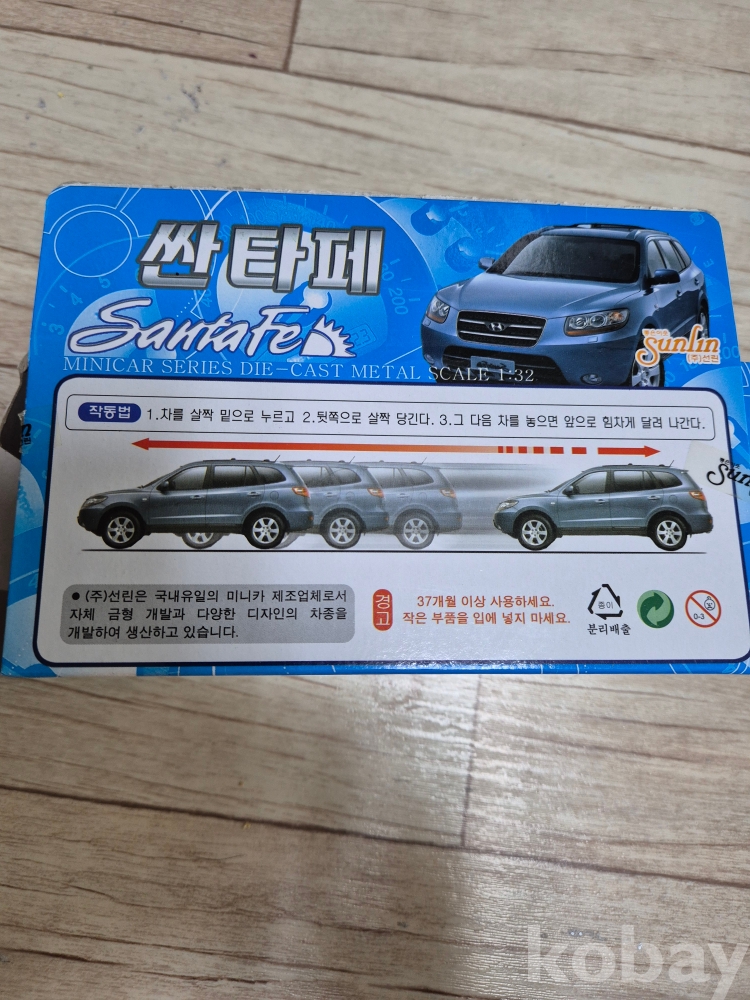 싼타페
SantaFe
MINICAR SERIES DIE-CAST METAL SCALE 1:32
좋은아이들
Sunlin
(주)선린
작동법 1.차를 살짝 밑으로 누르고 2.뒷쪽으로 살짝 당긴다. 3.그 다음 차를 놓으면 앞으로 힘차게 달려 나간다.
● (주)선린은 국내유일의 미니카 제조업체로서
자체 금형 개발과 다양한 디자인의 차종을
개발하여 생산하고 있습니다.
경고
37개월 이상 사용하세요.
작은 부품을 입에 넣지 마세요.
종이
분리배출
0-3
200
kobay